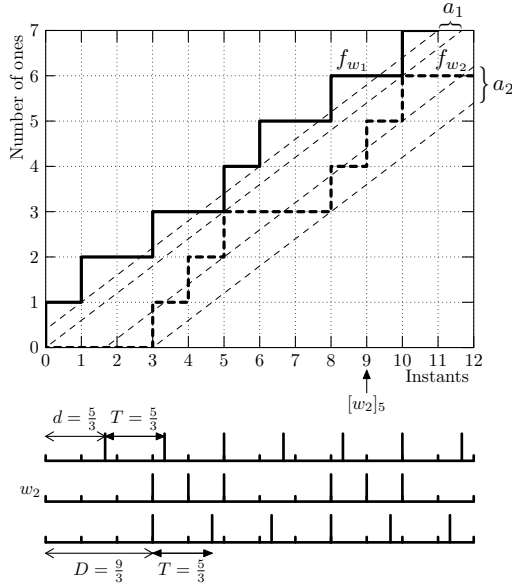 a₁
7
f_{w₁}
f_{w₂}
6
a₂
5
4
3
2
1
0
Number of ones
0 1 2 3 4 5 6 7 8 9 10 11 12
Instants
[w₂]₅
d = 5/3 T = 5/3
w₂
D = 9/3 T = 5/3